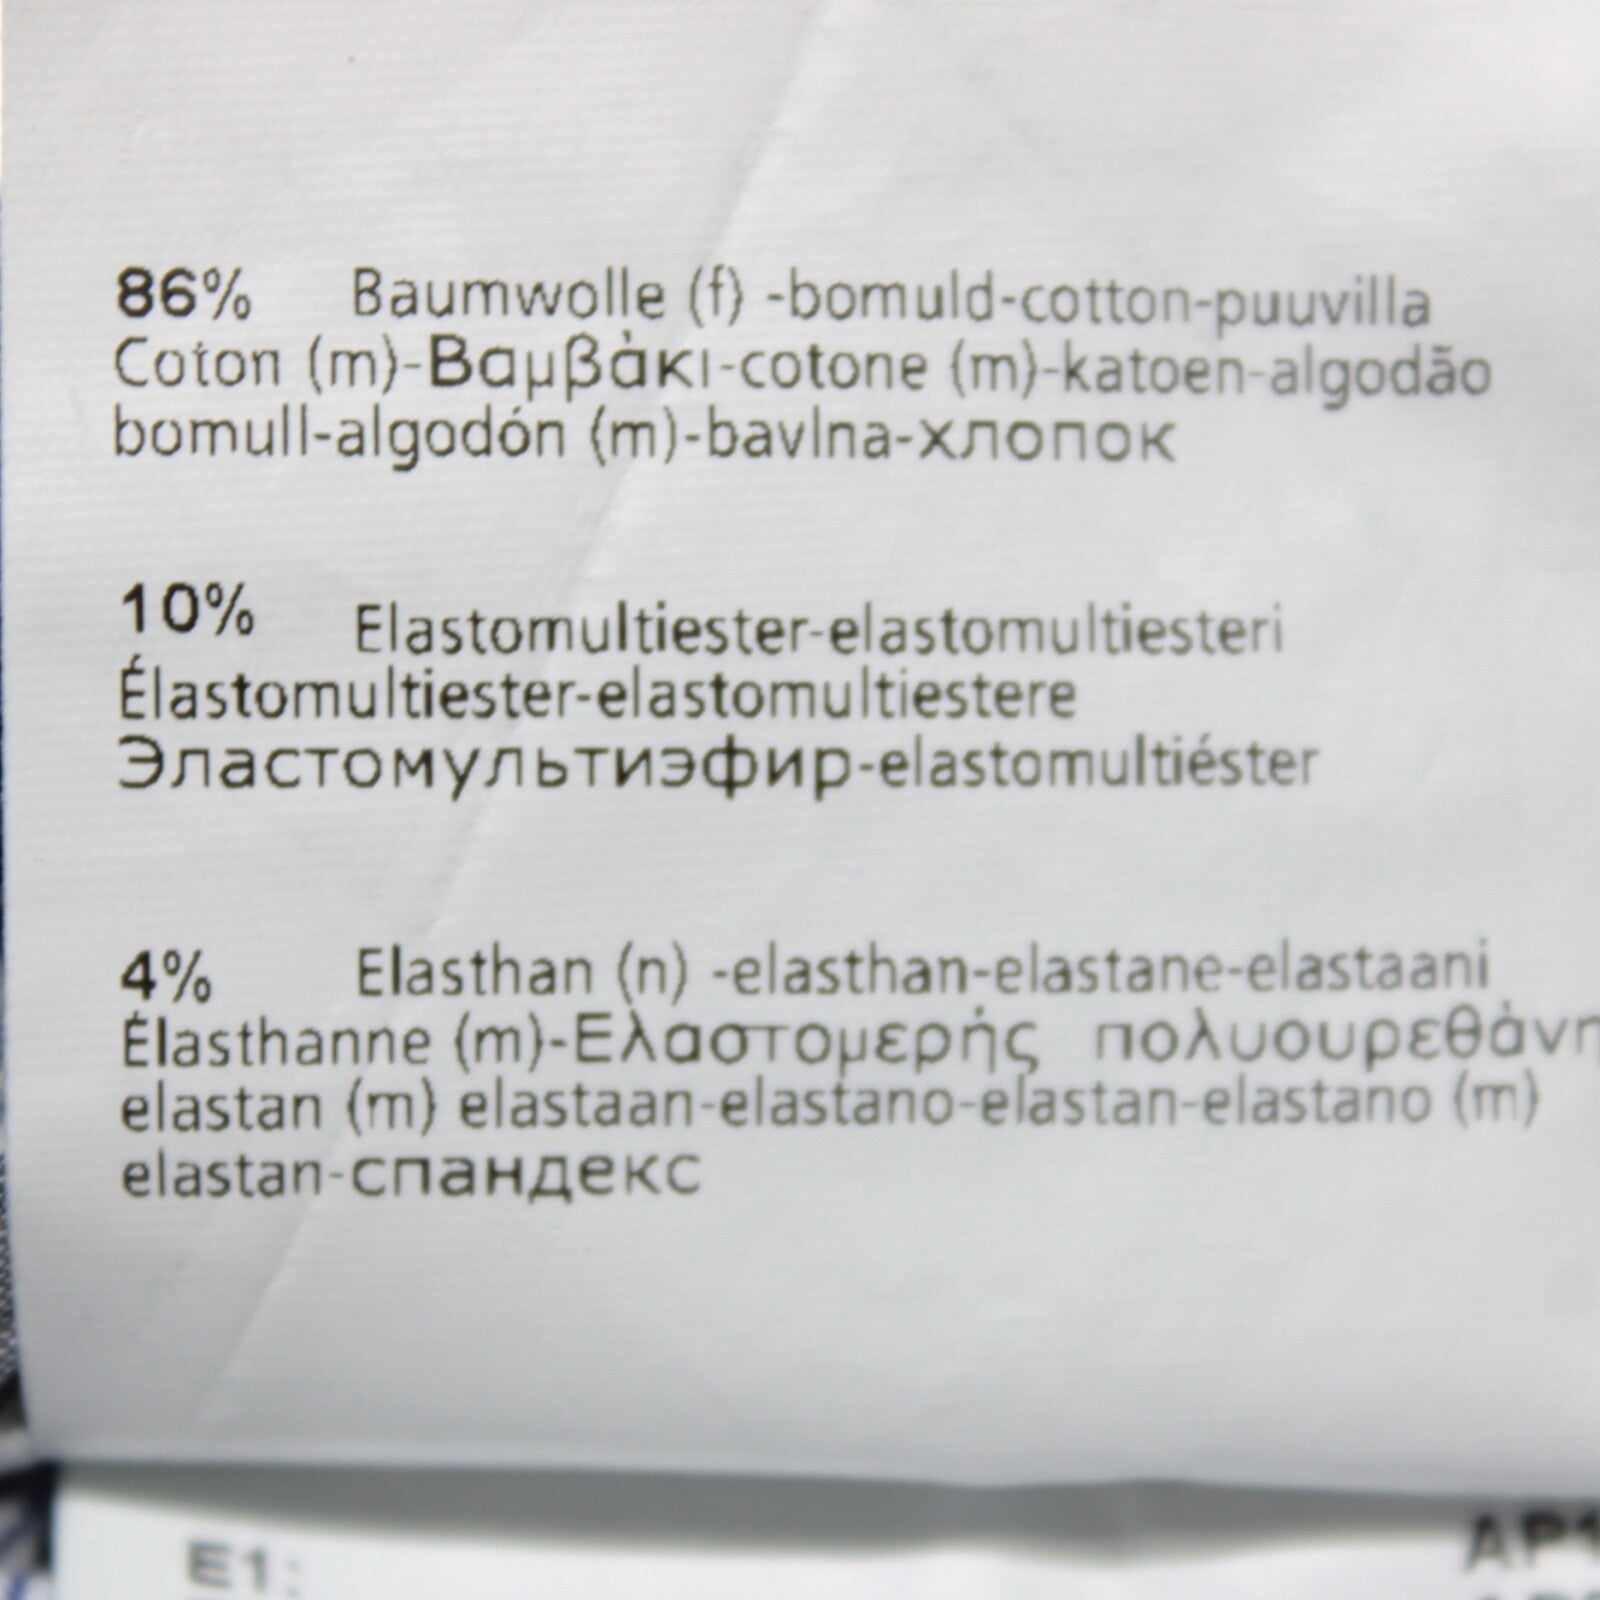 86% Baumwolle (f) -bomuld-cotton-puuvilla
Coton (m)-Βαμβάκι-cotone (m)-katoen-algodão
bomull-algodón (m)-bavlna-хлопок
10% Elastomultiester-elastomultiesteri
Élastomultiester-elastomultiestere
Эластомультиэфир-elastomultiéster
4% Elasthan (n) -elasthan-elastane-elastaani
Élasthanne (m)-Ελαστομερής πολυουρεθάνη
elastan (m) elastaan-elastano-elastan-elastano (m)
elastan-спандекс
E1: